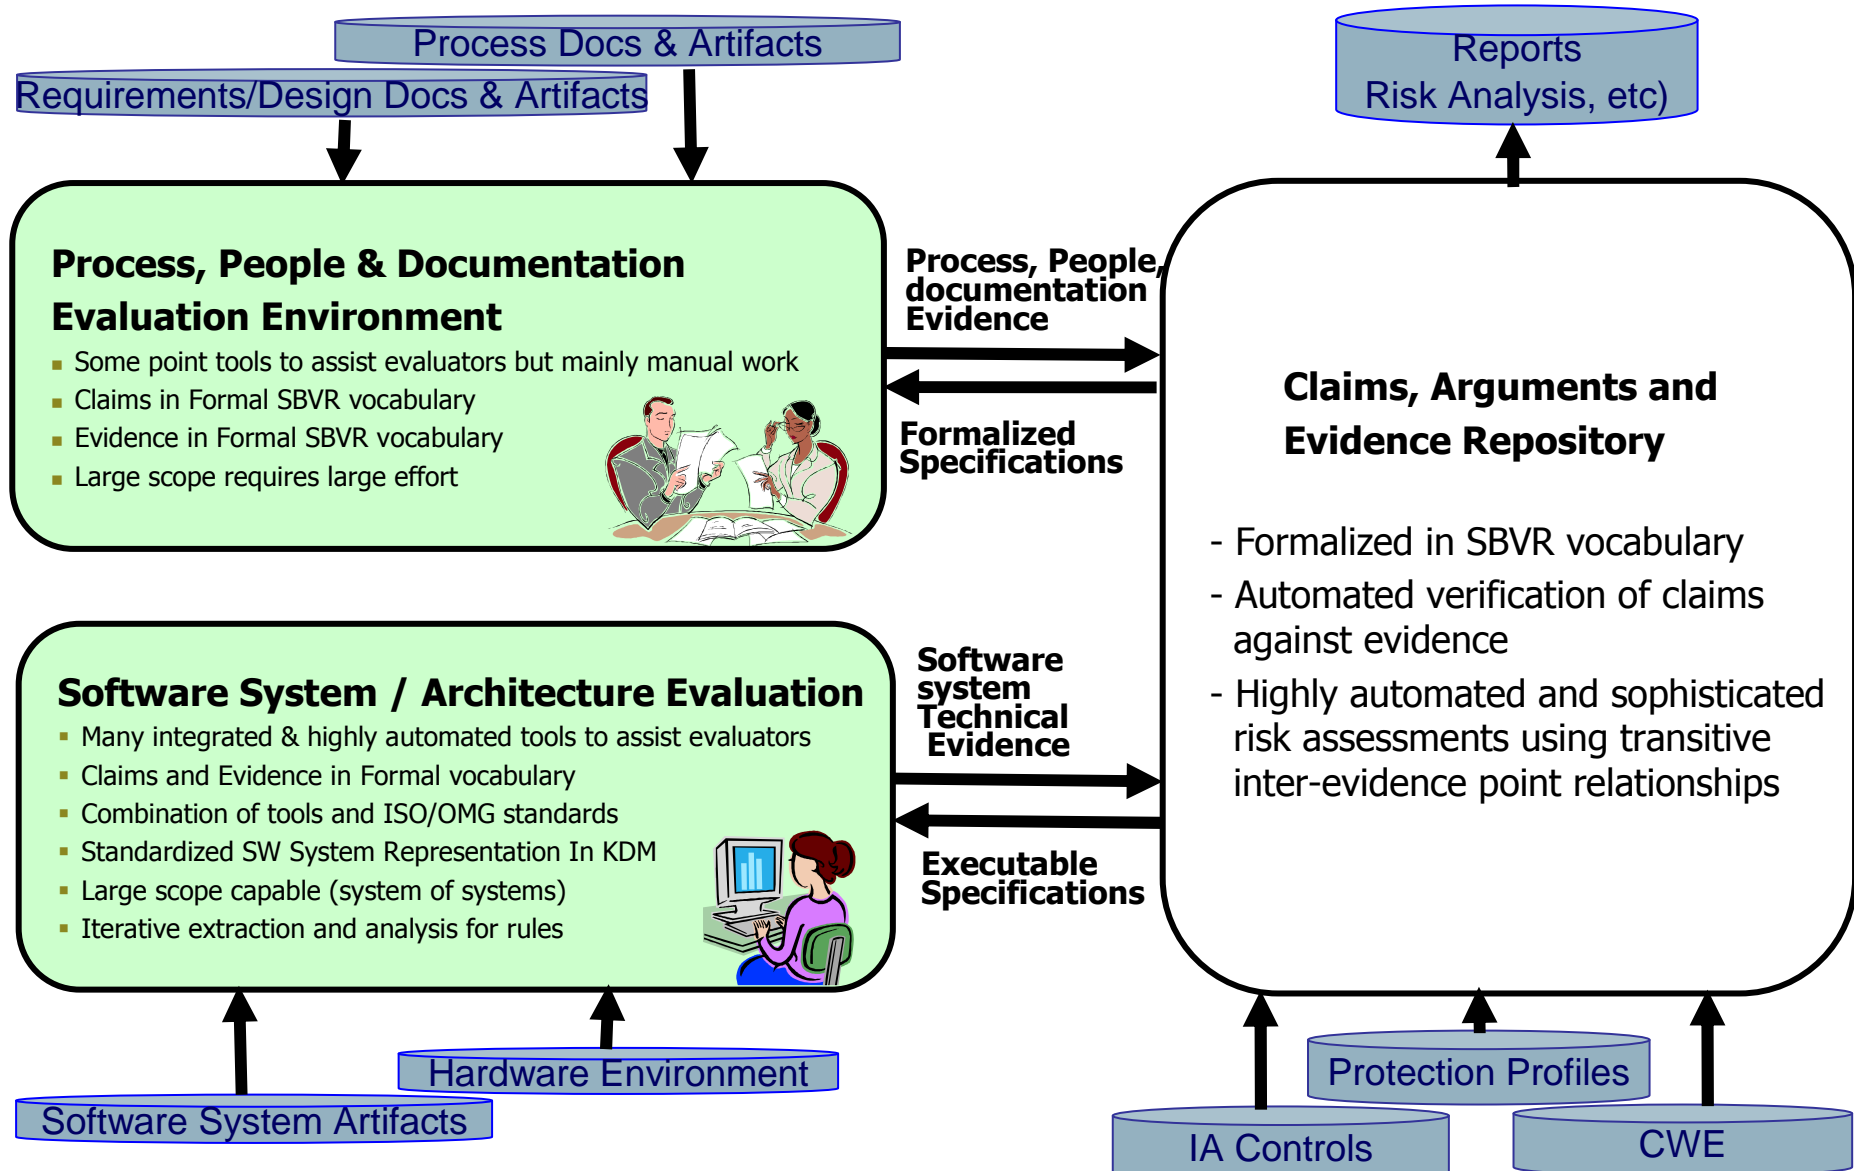 Process Docs & Artifacts
Requirements/Design Docs & Artifacts
Reports
Risk Analysis, etc)
Process, People & Documentation
Evaluation Environment
Some point tools to assist evaluators but mainly manual work
Claims in Formal SBVR vocabulary
Evidence in Formal SBVR vocabulary
Large scope requires large effort
Process, People,
documentation
Evidence
Formalized
Specifications
Claims, Arguments and
Evidence Repository
- Formalized in SBVR vocabulary
- Automated verification of claims
against evidence
- Highly automated and sophisticated
risk assessments using transitive
inter-evidence point relationships
Software System / Architecture Evaluation
Many integrated & highly automated tools to assist evaluators
Claims and Evidence in Formal vocabulary
Combination of tools and ISO/OMG standards
Standardized SW System Representation In KDM
Large scope capable (system of systems)
Iterative extraction and analysis for rules
Software
system
Technical
Evidence
Executable
Specifications
Hardware Environment
Software System Artifacts
Protection Profiles
IA Controls
CWE